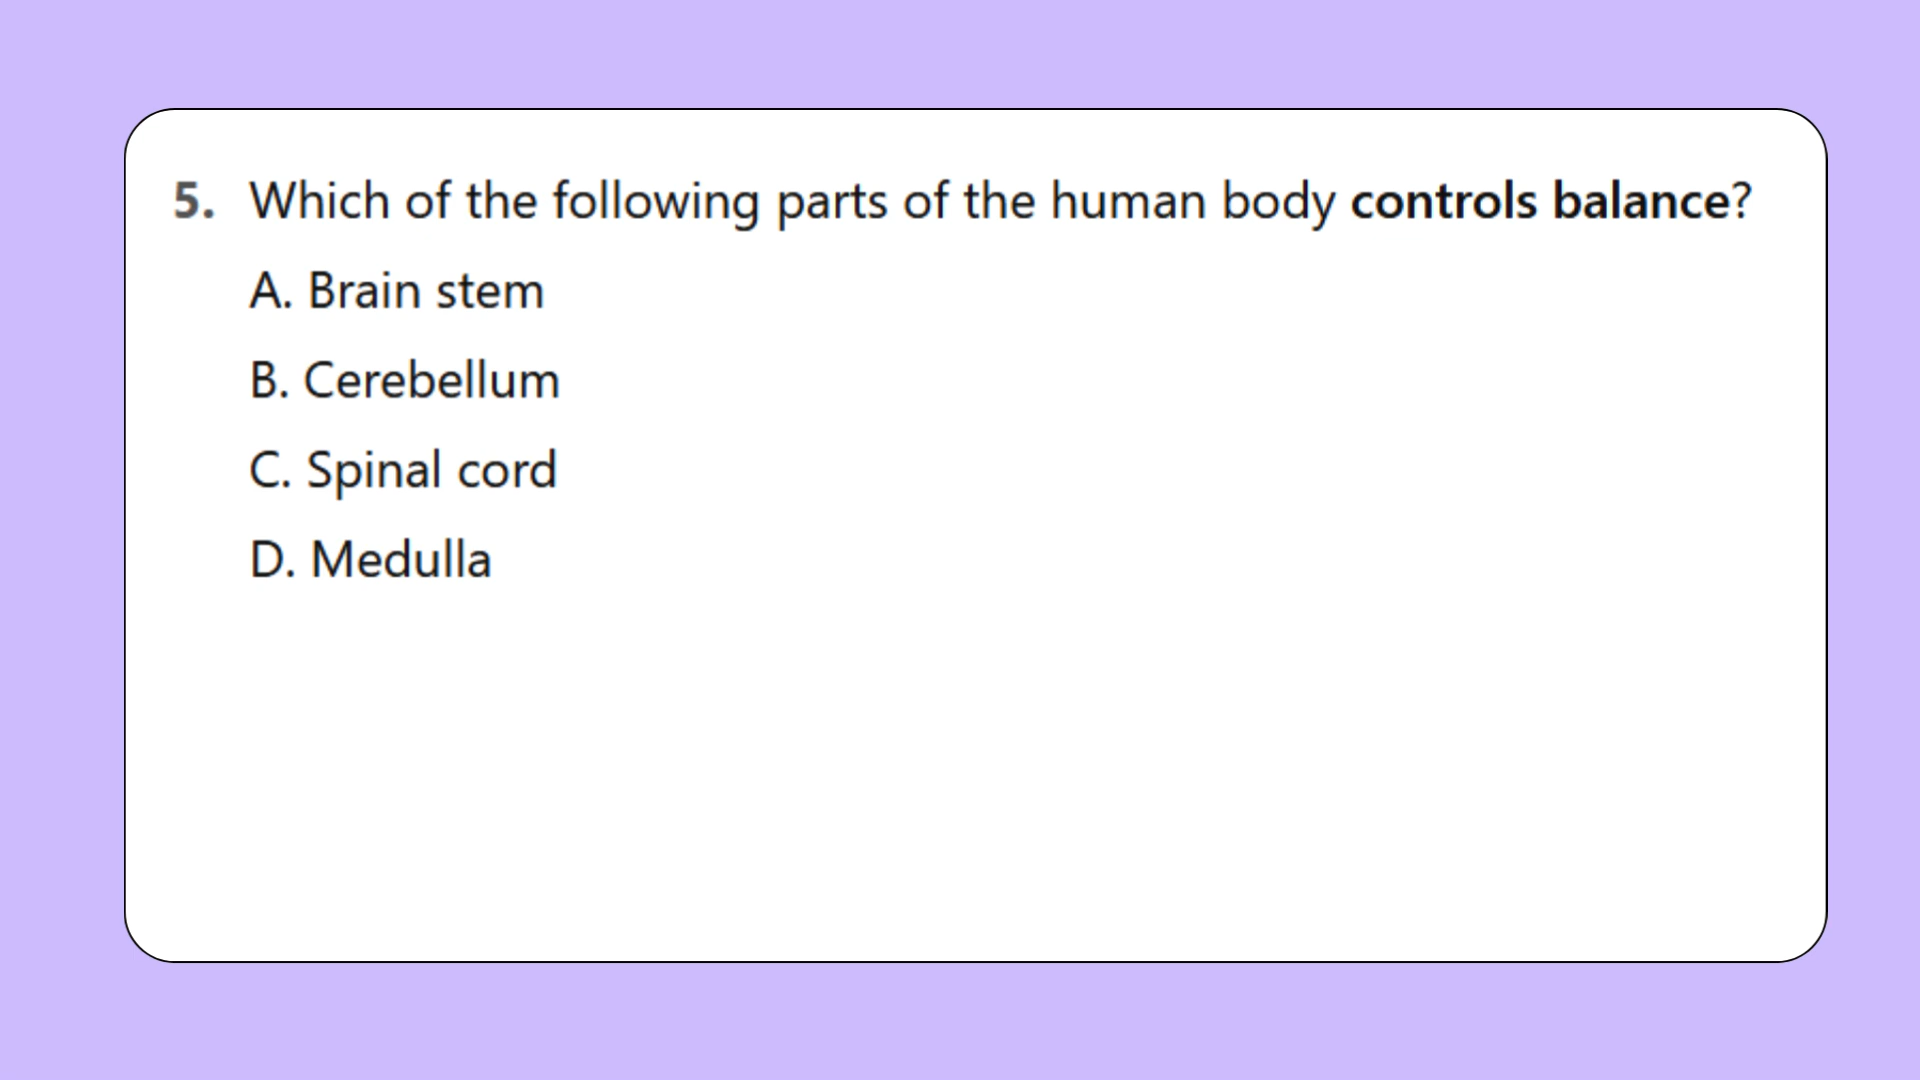 5. Which of the following parts of the human body controls balance?
A. Brain stem
B. Cerebellum
C. Spinal cord
D. Medulla